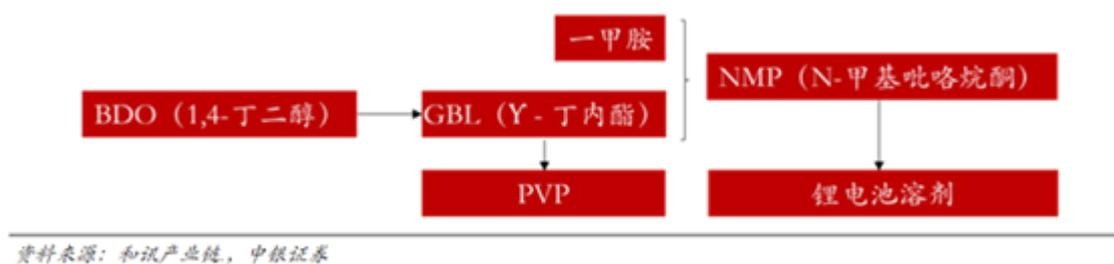 一甲胺
NMP（N-甲基吡咯烷酮）
BDO（1,4-丁二醇）
GBL（Υ - 丁内酯）
PVP
锂电池溶剂
资料来源：和讯产业链，中银证券